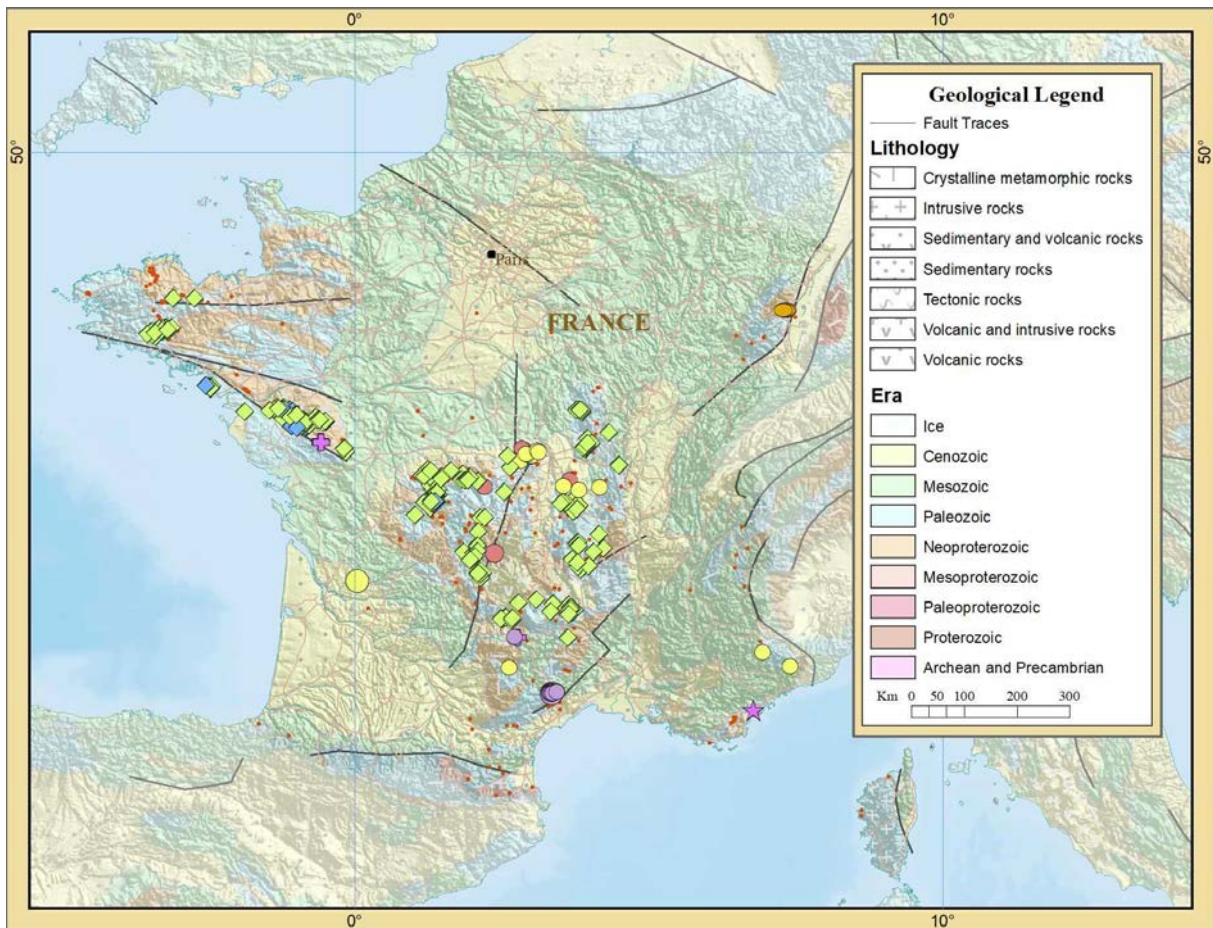 0°
10°
50°
50°
Paris
FRANCE
Geological Legend
Fault Traces
Lithology
Crystalline metamorphic rocks
Intrusive rocks
Sedimentary and volcanic rocks
Sedimentary rocks
Tectonic rocks
Volcanic and intrusive rocks
Volcanic rocks
Era
Ice
Cenozoic
Mesozoic
Paleozoic
Neoproterozoic
Mesoproterozoic
Paleoproterozoic
Proterozoic
Archean and Precambrian
Km 0 50 100 200 300
0°
10°